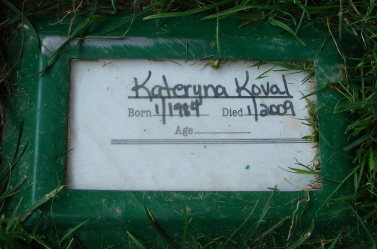 Kateryna Koval
Born 1/1984 Died 1/2009
Age